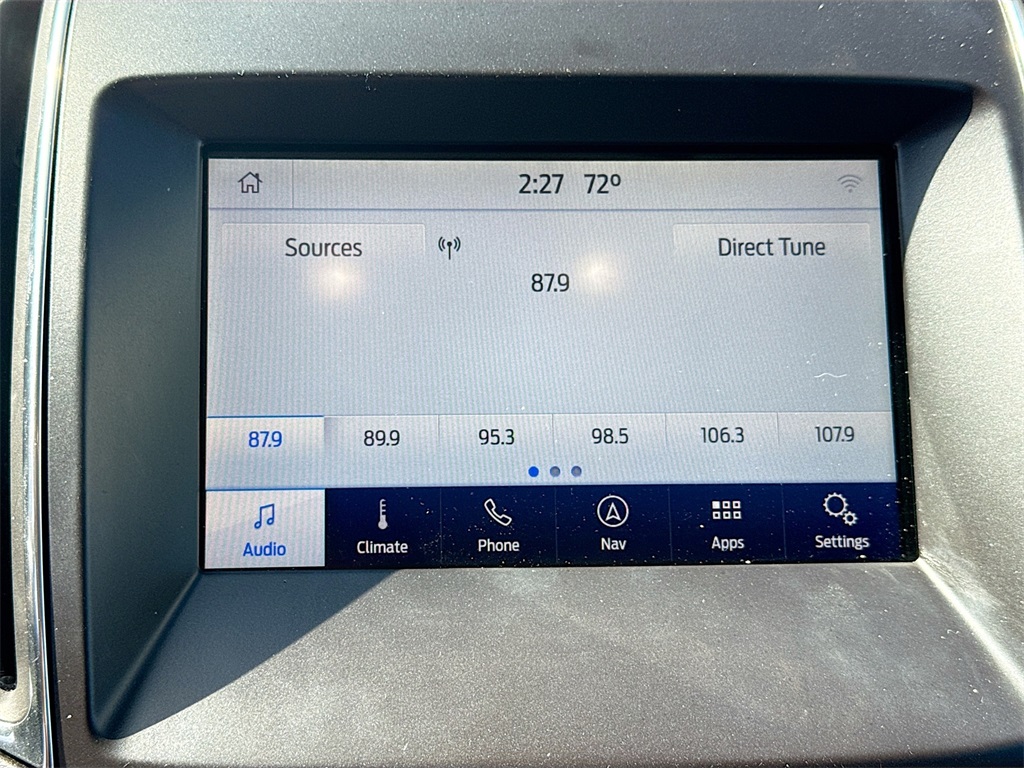 2:27 72º
Sources
Direct Tune
87.9
87.9 89.9 95.3 98.5 106.3 107.9
Audio Climate Phone Nav Apps Settings